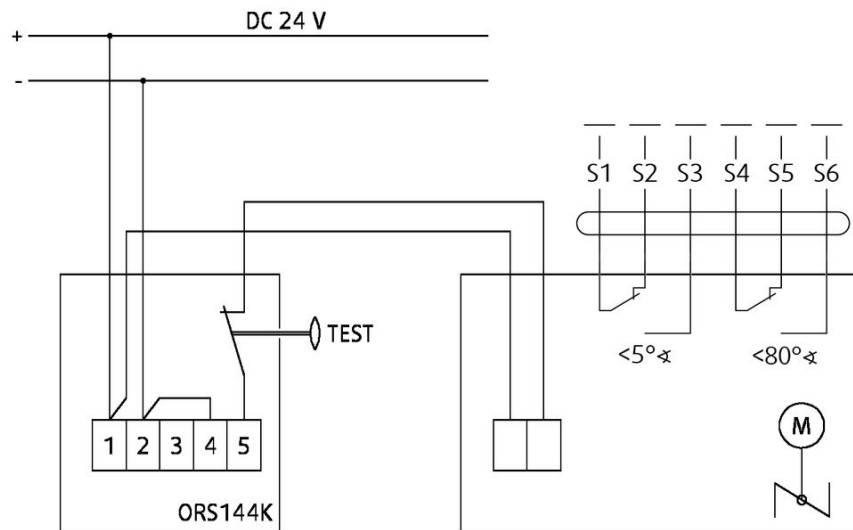 DC 24 V
+
-
S1 S2 S3 S4 S5 S6
TEST
<5°∢ <80°∢
M
1 2 3 4 5
ORS144K